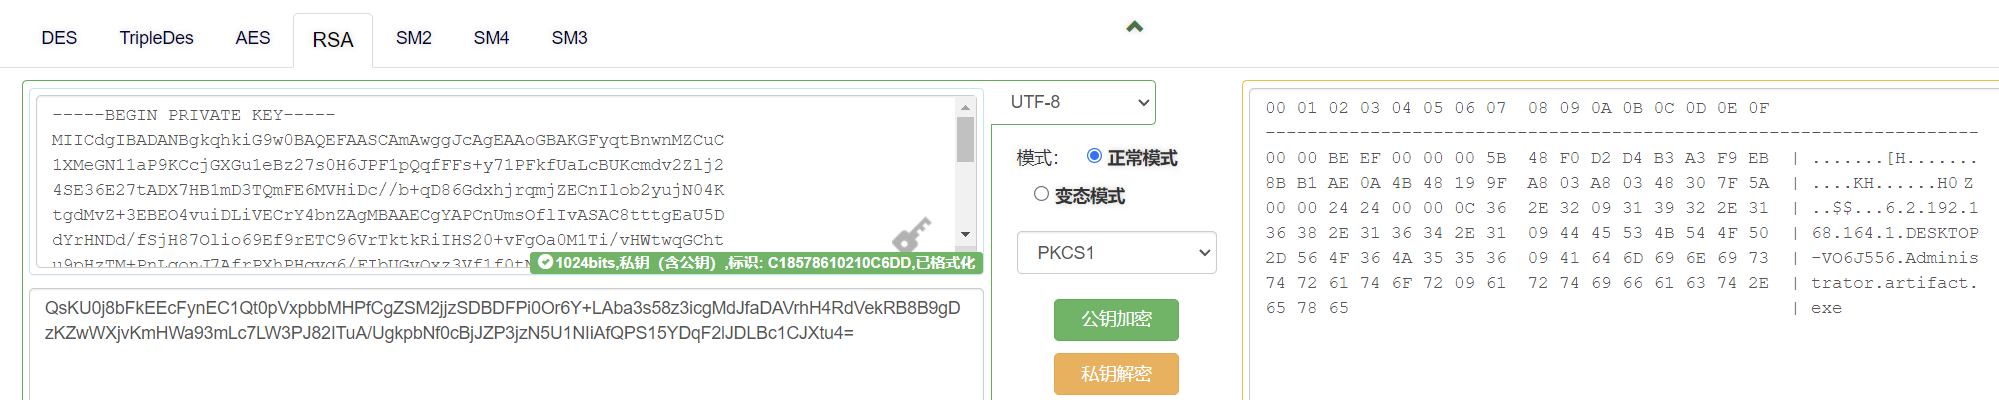 DES TripleDes AES RSA SM2 SM4 SM3
-----BEGIN PRIVATE KEY-----
MIICdgIBADANBgkqhkiG9w0BAQEFAASCAmAwggJcAgEAAoGBAKGFyqtBnwnMZCuC
1XMeGN11aP9KCcjGXGu1eBz27s0H6JPF1pQqfFFs+y71PFkfUaLcBUKcmdv2Zlj2
4SE36E27tADX7HB1mD3TQmFE6MVHiDc//b+qD86GdxhjrqmjZECnIlob2yujN04K
tgdMvZ+3EBEO4vuiDLiVECrY4bnZAgMBAAECgYAPCnUmsOflIvASAC8tttgEaU5D
dYrHNDd/fSjH87Olio69Ef9rETC96VrTktkRiIHS20+vFgOa0M1Ti/vHWtwqGCht
1024bits,私钥（含公钥）,标识: C18578610210C6DD,已格式化
QsKU0j8bFkEEcFynEC1Qt0pVxpbbMHPfCgZSM2jjzSDBDFPi0Or6Y+LAba3s58z3icgMdJfaDAVrhH4RdVekRB8B9gD
zKZwWXjvKmHWa93mLc7LW3PJ82ITuA/UgkpbNf0cBjJZP3jzN5U1NIiAfQPS15YDqF2lJDLBc1CJXtu4=
UTF-8
模式： 正常模式
变态模式
PKCS1
公钥加密
私钥解密
00 01 02 03 04 05 06 07  08 09 0A 0B 0C 0D 0E 0F
--------------------------------------------------------------------
00 00 BE EF 00 00 00 5B  48 F0 D2 D4 B3 A3 F9 EB  | .......[H.......
8B B1 AE 0A 4B 48 19 9F  A8 03 A8 03 48 30 7F 5A  | ....KH......H0 Z
00 00 24 24 00 00 0C 36  2E 32 09 31 39 32 2E 31  | ..$$...6.2.192.1
36 38 2E 31 36 34 2E 31  09 44 45 53 4B 54 4F 50  | 68.164.1.DESKTOP
2D 56 4F 36 4A 35 35 36  09 41 64 6D 69 6E 69 73  | -VO6J556.Adminis
74 72 61 74 6F 72 09 61  72 74 69 66 61 63 74 2E  | trator.artifact.
65 78 65  | exe